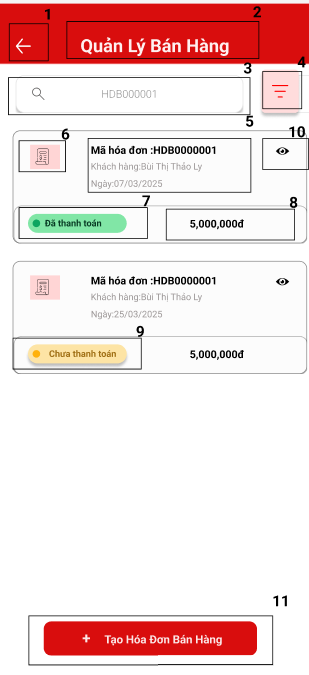 1
2
Quản Lý Bán Hàng
3
4
HDB000001
5
6
Mã hóa đơn :HDB0000001
10
Khách hàng:Bùi Thị Thảo Ly
Ngày:07/03/2025
7
8
Đã thanh toán
5,000,000đ
Mã hóa đơn :HDB0000001
Khách hàng:Bùi Thị Thảo Ly
Ngày:25/03/2025
9
Chưa thanh toán
5,000,000đ
11
+ Tạo Hóa Đơn Bán Hàng